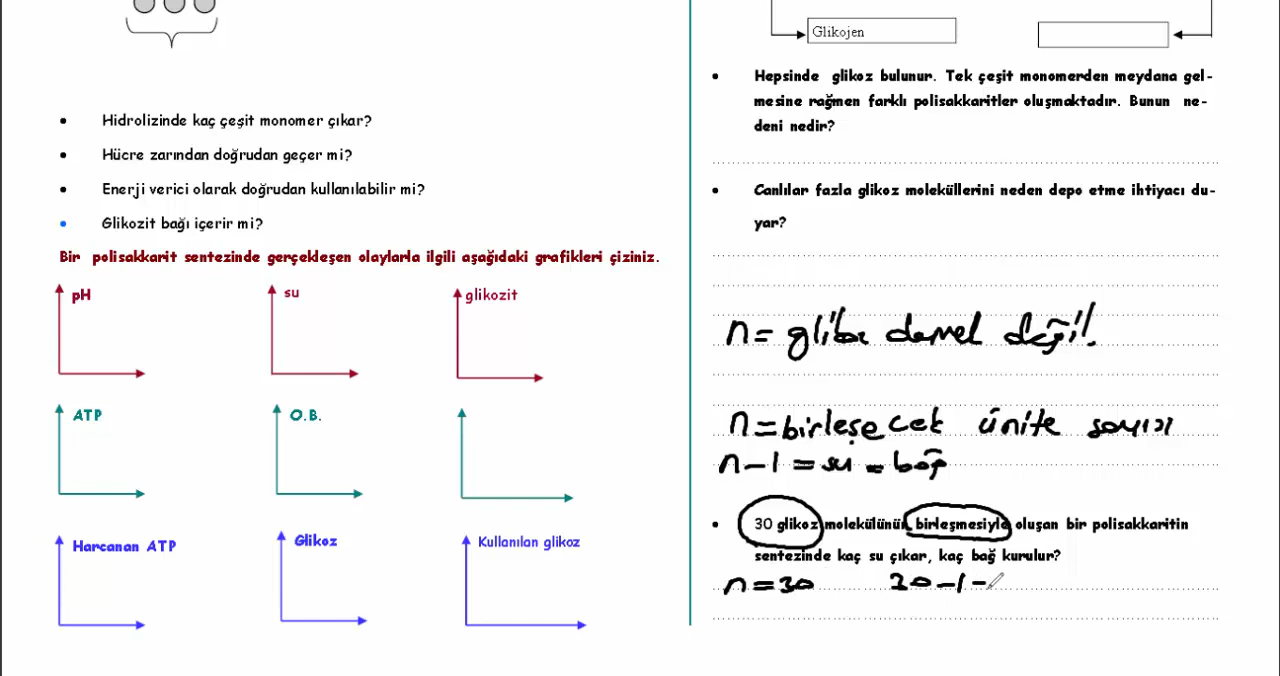 Hidrolizinde kaç çeşit monomer çıkar?
Hücre zarından doğrudan geçer mi?
Enerji verici olarak doğrudan kullanılabilir mi?
Glikozit bağı içerir mi?
Bir polisakkarit sentezinde gerçekleşen olaylarla ilgili aşağıdaki grafikleri çiziniz.
pH
su
glikozit
ATP
O.B.
Harcanan ATP
Glikoz
Kullanılan glikoz
Glikojen
Hepsinde glikoz bulunur. Tek çeşit monomerden meydana gel-
mesine rağmen farklı polisakkaritler oluşmaktadır. Bunun ne-
deni nedir?
Canlılar fazla glikoz moleküllerini neden depo etme ihtiyacı du-
yar?
n = glikoz demek değil!
n = birleşecek ünite sayısı
n - 1 = su = bağ
30 glikoz molekülünün birleşmesiyle oluşan bir polisakkaritin
sentezinde kaç su çıkar, kaç bağ kurulur?
n = 30 30 - 1 =